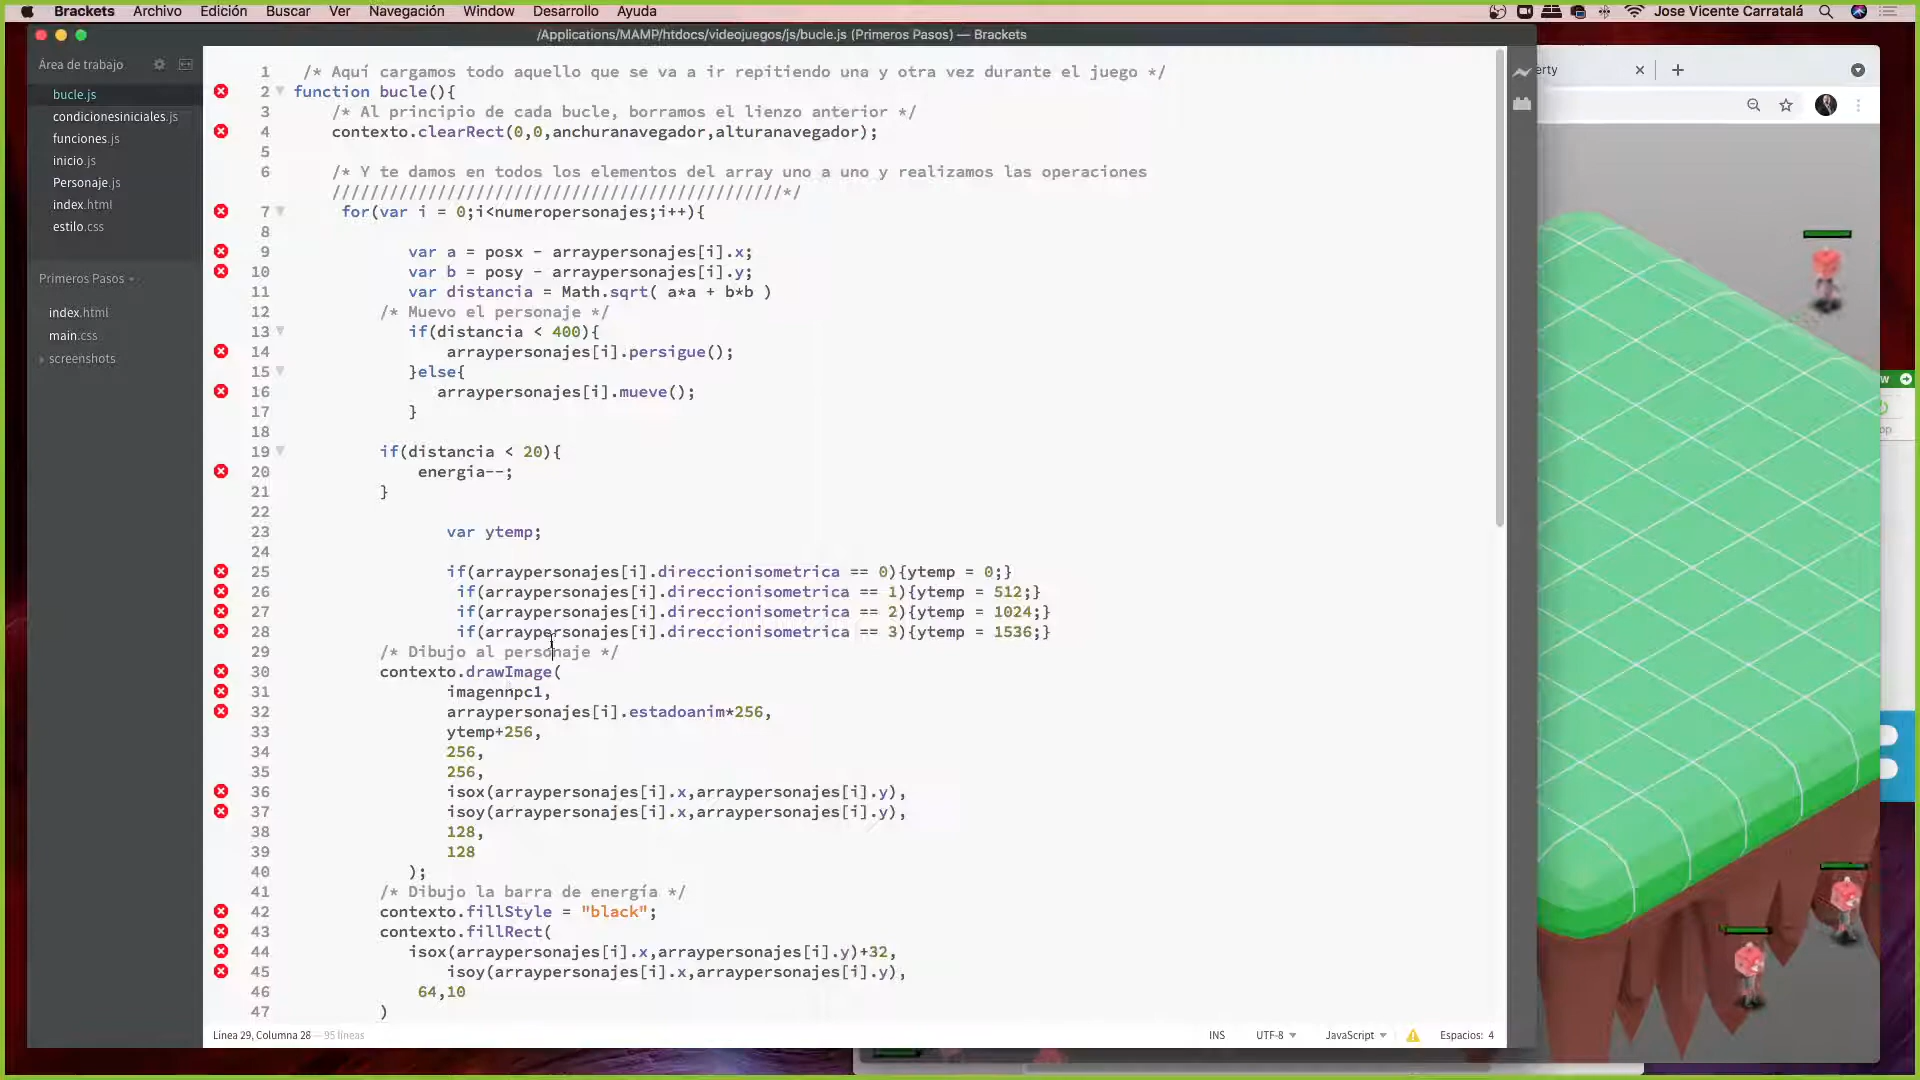 Brackets Archivo Edición Buscar Ver Navegación Window Desarrollo Ayuda Jose Vicente Carratalá
/Applications/MAMP/htdocs/videojuegos/js/bucle.js (Primeros Pasos) — Brackets
Área de trabajo
bucle.js
condicionesiniciales.js
funciones.js
inicio.js
Personaje.js
index.html
estilo.css
Primeros Pasos
index.html
main.css
screenshots
1 /* Aquí cargamos todo aquello que se va a ir repitiendo una y otra vez durante el juego */
2 function bucle(){
3 /* Al principio de cada bucle, borramos el lienzo anterior */
4 contexto.clearRect(0,0,anchuranavegador,alturanavegador);
5
6 /* Y te damos en todos los elementos del array uno a uno y realizamos las operaciones
///////////////////////////////////////////////*/
7 for(var i = 0;i<numeropersonajes;i++){
8
9 var a = posx - arraypersonajes[i].x;
10 var b = posy - arraypersonajes[i].y;
11 var distancia = Math.sqrt( a*a + b*b )
12 /* Muevo el personaje */
13 if(distancia < 400){
14 arraypersonajes[i].persigue();
15 }else{
16 arraypersonajes[i].mueve();
17 }
18
19 if(distancia < 20){
20 energia--;
21 }
22
23 var ytemp;
24
25 if(arraypersonajes[i].direccionisometrica == 0){ytemp = 0;}
26 if(arraypersonajes[i].direccionisometrica == 1){ytemp = 512;}
27 if(arraypersonajes[i].direccionisometrica == 2){ytemp = 1024;}
28 if(arraypersonajes[i].direccionisometrica == 3){ytemp = 1536;}
29 /* Dibujo al personaje */
30 contexto.drawImage(
31 imagennpc1,
32 arraypersonajes[i].estadoanim*256,
33 ytemp+256,
34 256,
35 256,
36 isox(arraypersonajes[i].x,arraypersonajes[i].y),
37 isoy(arraypersonajes[i].x,arraypersonajes[i].y),
38 128,
39 128
40 );
41 /* Dibujo la barra de energía */
42 contexto.fillStyle = "black";
43 contexto.fillRect(
44 isox(arraypersonajes[i].x,arraypersonajes[i].y)+32,
45 isoy(arraypersonajes[i].x,arraypersonajes[i].y),
46 64,10
47 )
Línea 29, Columna 28 — 95 líneas INS UTF-8 JavaScript Espacios: 4
erty
w
op